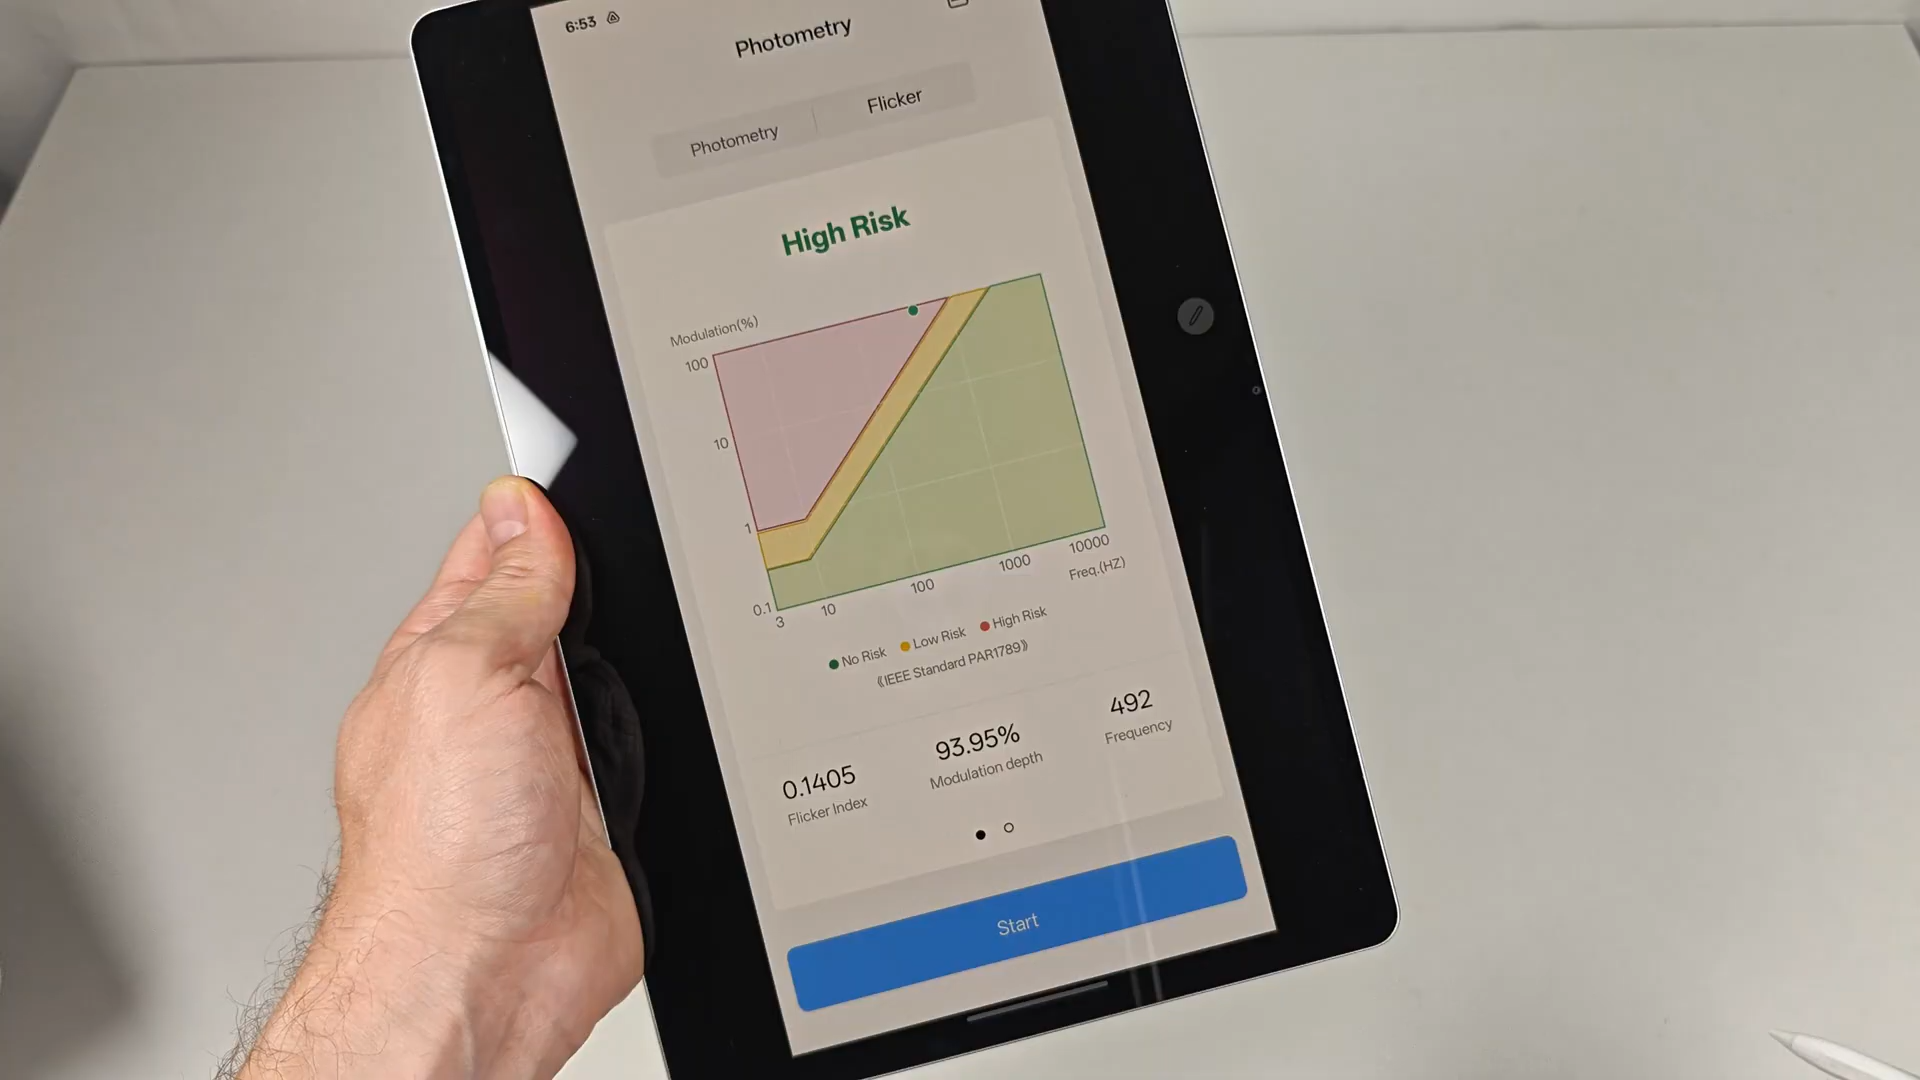 6:53
Photometry
Photometry
Flicker
High Risk
Modulation(%)
100
10
1
0.1
3
10
100
1000
10000
Freq.(HZ)
No Risk Low Risk High Risk
《IEEE Standard PAR1789》
0.1405
Flicker Index
93.95%
Modulation depth
492
Frequency
Start